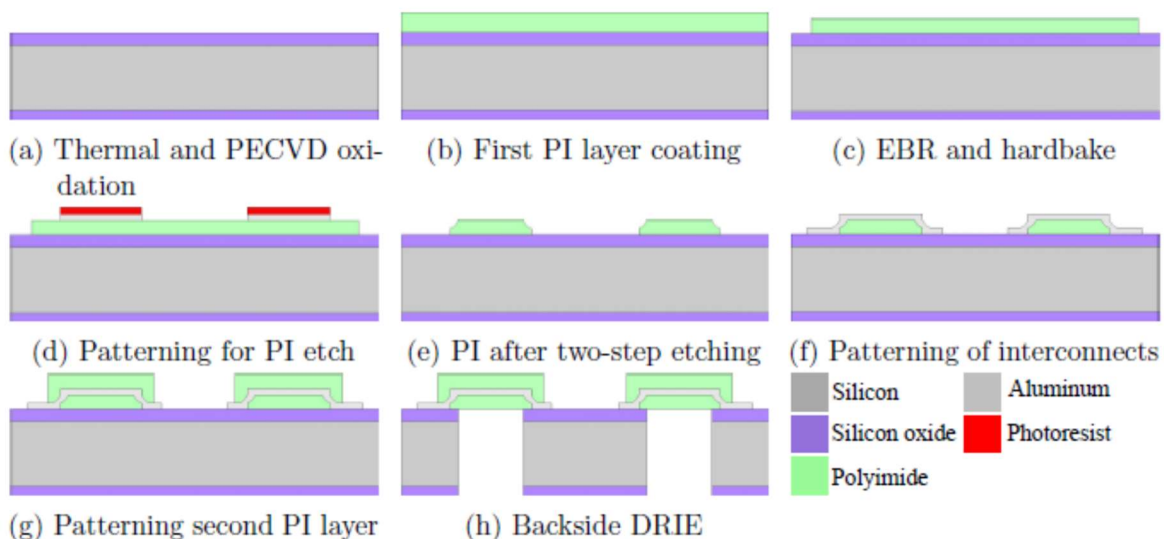 (a) Thermal and PECVD oxi-
dation
(b) First PI layer coating
(c) EBR and hardbake
(d) Patterning for PI etch
(e) PI after two-step etching
(f) Patterning of interconnects
(g) Patterning second PI layer
(h) Backside DRIE
Silicon
Aluminum
Silicon oxide
Photoresist
Polyimide